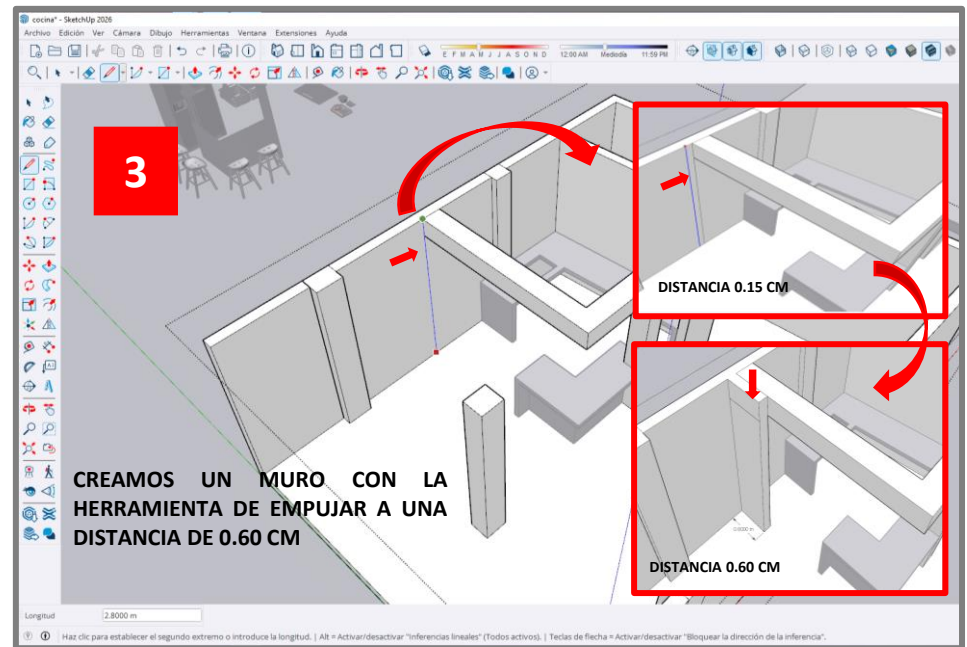 cocina* - SketchUp 2026
Archivo Edición Ver Cámara Dibujo Herramientas Ventana Extensiones Ayuda
E F M A M J J A S O N D 12:00 AM Mediodía 11:59 PM
3
DISTANCIA 0.15 CM
CREAMOS UN MURO CON LA
HERRAMIENTA DE EMPUJAR A UNA
DISTANCIA DE 0.60 CM
DISTANCIA 0.60 CM
Longitud 2.8000 m
Haz clic para establecer el segundo extremo o introduce la longitud. | Alt = Activar/desactivar "Inferencias lineales" (Todos activos). | Teclas de flecha = Activar/desactivar "Bloquear la dirección de la inferencia".